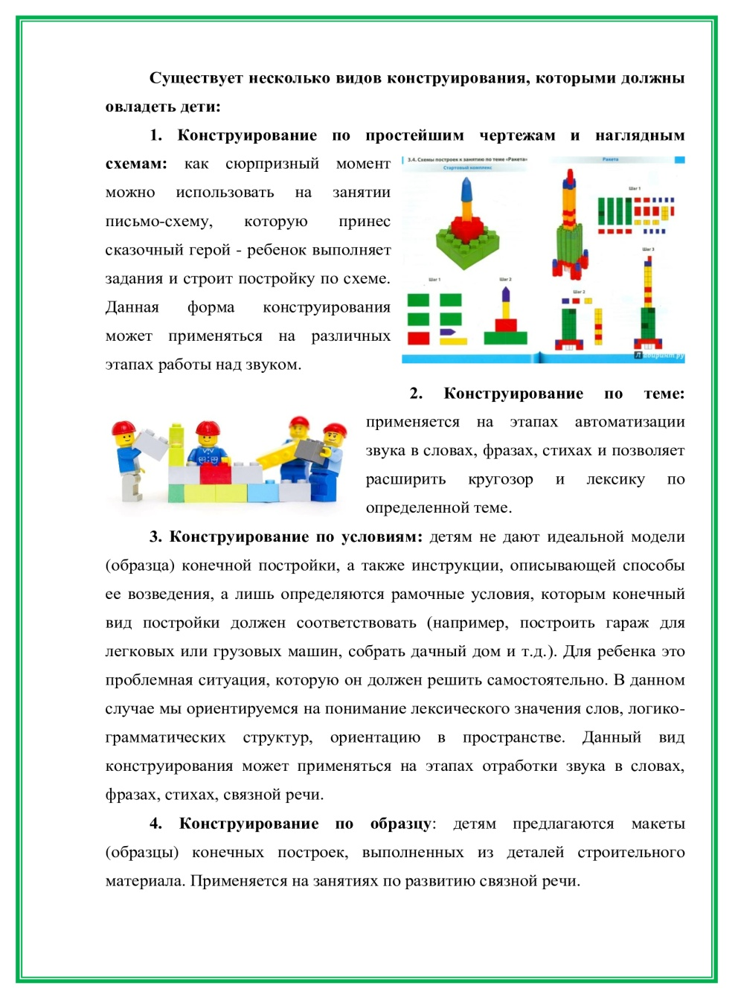 Существует несколько видов конструирования, которыми должны
овладеть дети:
1. Конструирование по простейшим чертежам и наглядным
схемам: как сюрпризный момент
можно использовать на занятии
письмо-схему, которую принес
сказочный герой - ребенок выполняет
задания и строит постройку по схеме.
Данная форма конструирования
может применяться на различных
этапах работы над звуком.
3.4. Схемы построек к занятию по теме «Ракета»
Стартовый комплекс
Ракета
Шаг 1
Шаг 3
Шаг 1
Шаг 2
Шаг 2
Лабиринт.ру
2. Конструирование по теме:
применяется на этапах автоматизации
звука в словах, фразах, стихах и позволяет
расширить кругозор и лексику по
определенной теме.
3. Конструирование по условиям: детям не дают идеальной модели
(образца) конечной постройки, а также инструкции, описывающей способы
ее возведения, а лишь определяются рамочные условия, которым конечный
вид постройки должен соответствовать (например, построить гараж для
легковых или грузовых машин, собрать дачный дом и т.д.). Для ребенка это
проблемная ситуация, которую он должен решить самостоятельно. В данном
случае мы ориентируемся на понимание лексического значения слов, логико-
грамматических структур, ориентацию в пространстве. Данный вид
конструирования может применяться на этапах отработки звука в словах,
фразах, стихах, связной речи.
4. Конструирование по образцу: детям предлагаются макеты
(образцы) конечных построек, выполненных из деталей строительного
материала. Применяется на занятиях по развитию связной речи.